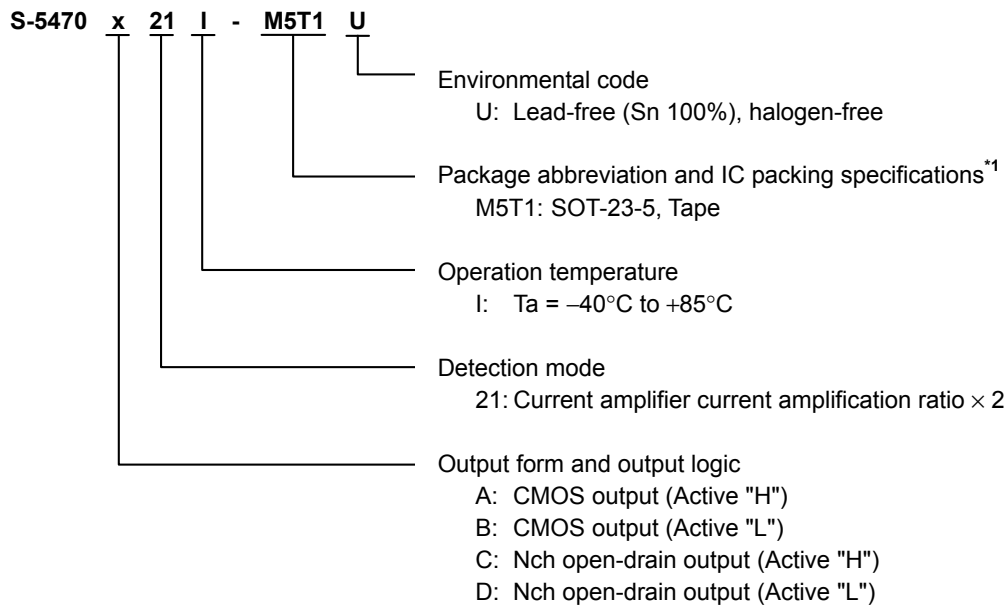 S-5470 x 21 I - M5T1 U
Environmental code
U: Lead-free (Sn 100%), halogen-free
Package abbreviation and IC packing specifications*1
M5T1: SOT-23-5, Tape
Operation temperature
I: Ta = −40°C to +85°C
Detection mode
21: Current amplifier current amplification ratio × 2
Output form and output logic
A: CMOS output (Active "H")
B: CMOS output (Active "L")
C: Nch open-drain output (Active "H")
D: Nch open-drain output (Active "L")